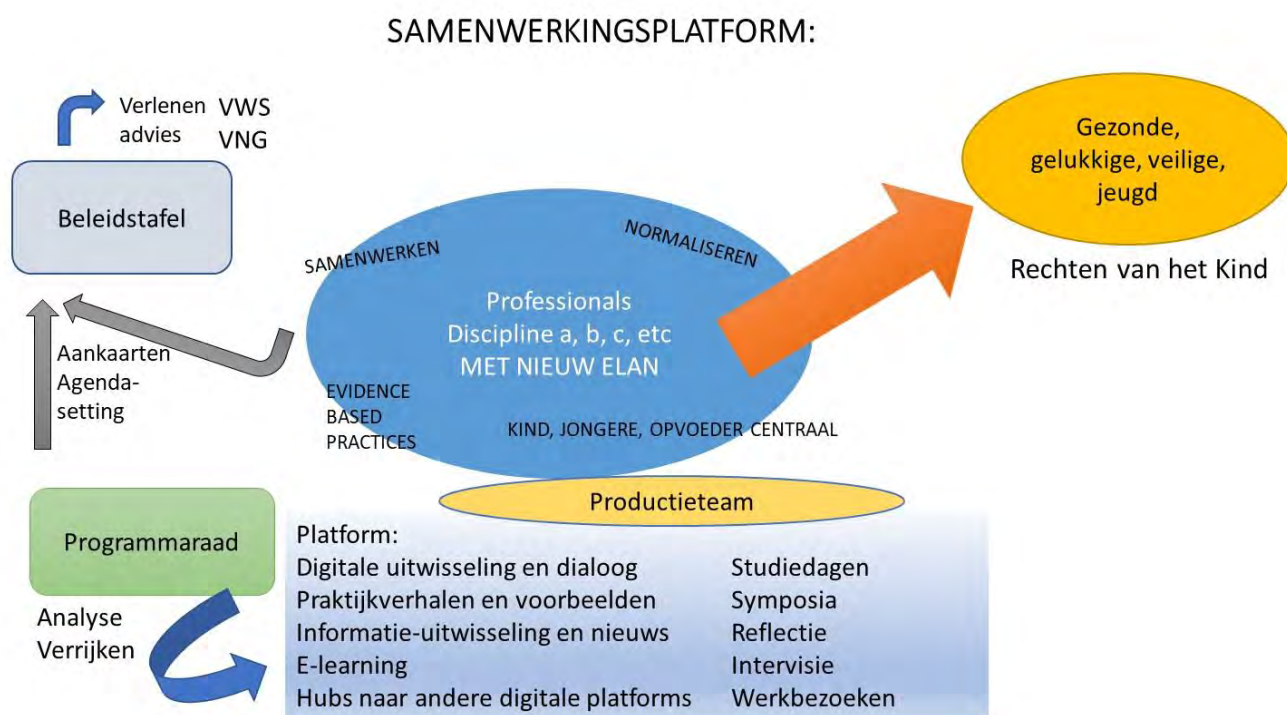 SAMENWERKINGSPLATFORM:
Verlenen
advies
VWS
VNG
Beleidstafel
Gezonde,
gelukkige, veilige,
jeugd
Rechten van het Kind
SAMENWERKEN
NORMALISEREN
Professionals
Discipline a, b, c, etc
MET NIEUW ELAN
Aankaarten
Agenda-
setting
EVIDENCE
BASED
PRACTICES
KIND, JONGERE, OPVOEDER CENTRAAL
Productieteam
Programmaraad
Analyse
Verrijken
Platform:
Digitale uitwisseling en dialoog
Praktijkverhalen en voorbeelden
Informatie-uitwisseling en nieuws
E-learning
Hubs naar andere digitale platforms
Studiedagen
Symposia
Reflectie
Intervisie
Werkbezoeken